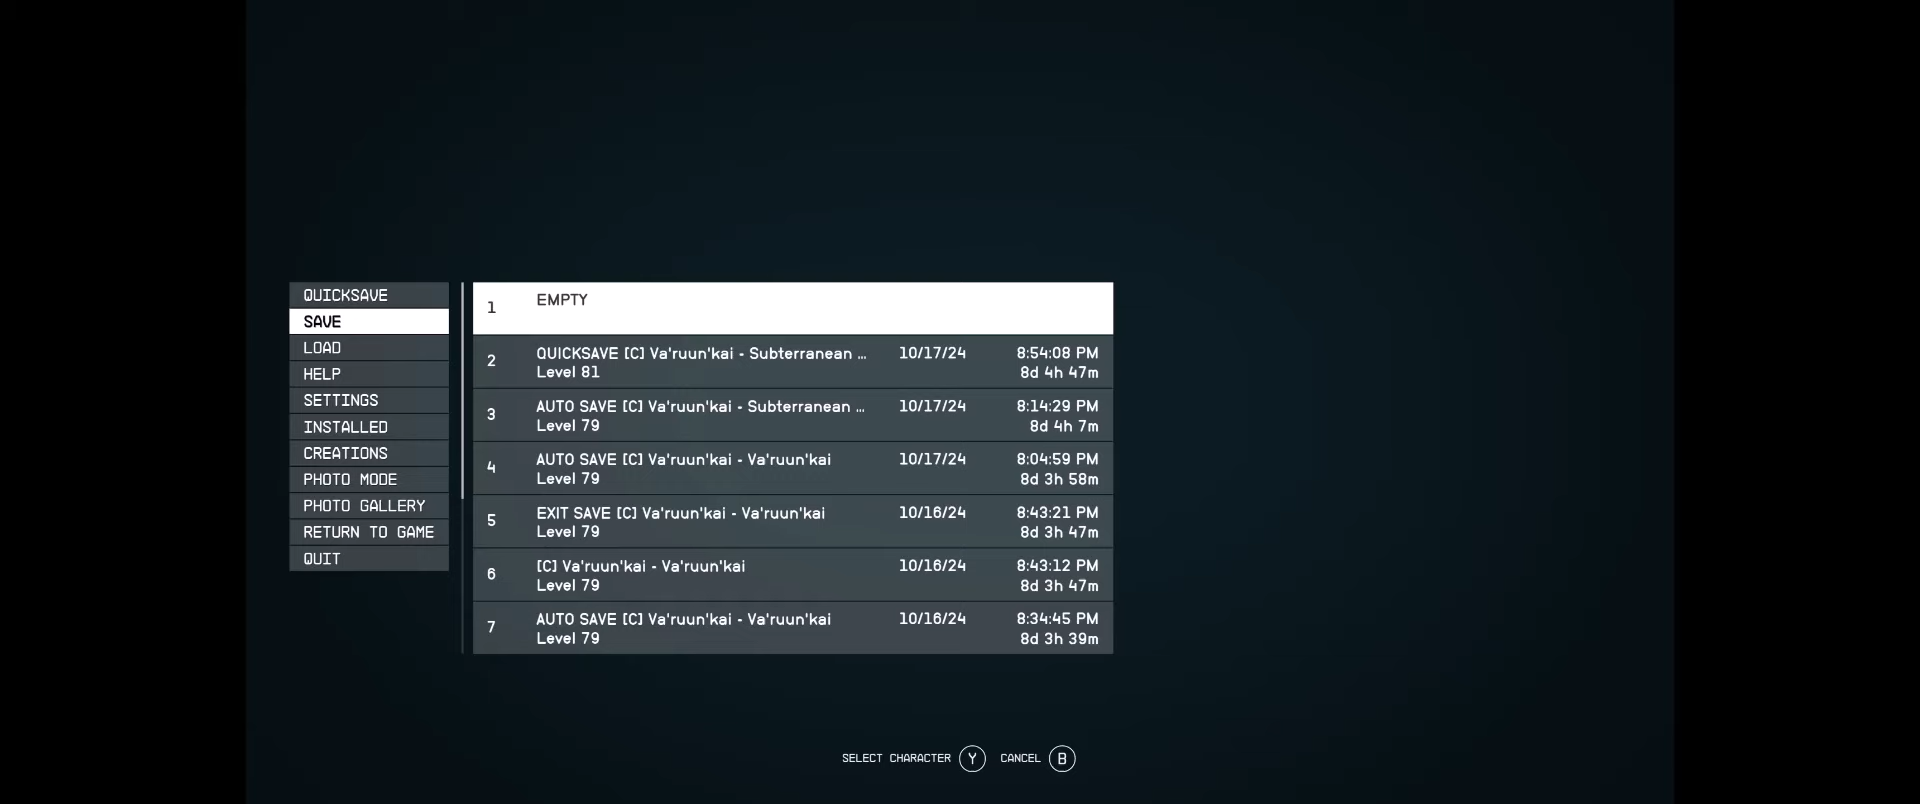 QUICKSAVE
SAVE
LOAD
HELP
SETTINGS
INSTALLED
CREATIONS
PHOTO MODE
PHOTO GALLERY
RETURN TO GAME
QUIT
1 EMPTY
2 QUICKSAVE [C] Va'ruun'kai - Subterranean ... 10/17/24 8:54:08 PM
Level 81 8d 4h 47m
3 AUTO SAVE [C] Va'ruun'kai - Subterranean ... 10/17/24 8:14:29 PM
Level 79 8d 4h 7m
4 AUTO SAVE [C] Va'ruun'kai - Va'ruun'kai 10/17/24 8:04:59 PM
Level 79 8d 3h 58m
5 EXIT SAVE [C] Va'ruun'kai - Va'ruun'kai 10/16/24 8:43:21 PM
Level 79 8d 3h 47m
6 [C] Va'ruun'kai - Va'ruun'kai 10/16/24 8:43:12 PM
Level 79 8d 3h 47m
7 AUTO SAVE [C] Va'ruun'kai - Va'ruun'kai 10/16/24 8:34:45 PM
Level 79 8d 3h 39m
SELECT CHARACTER Y CANCEL B